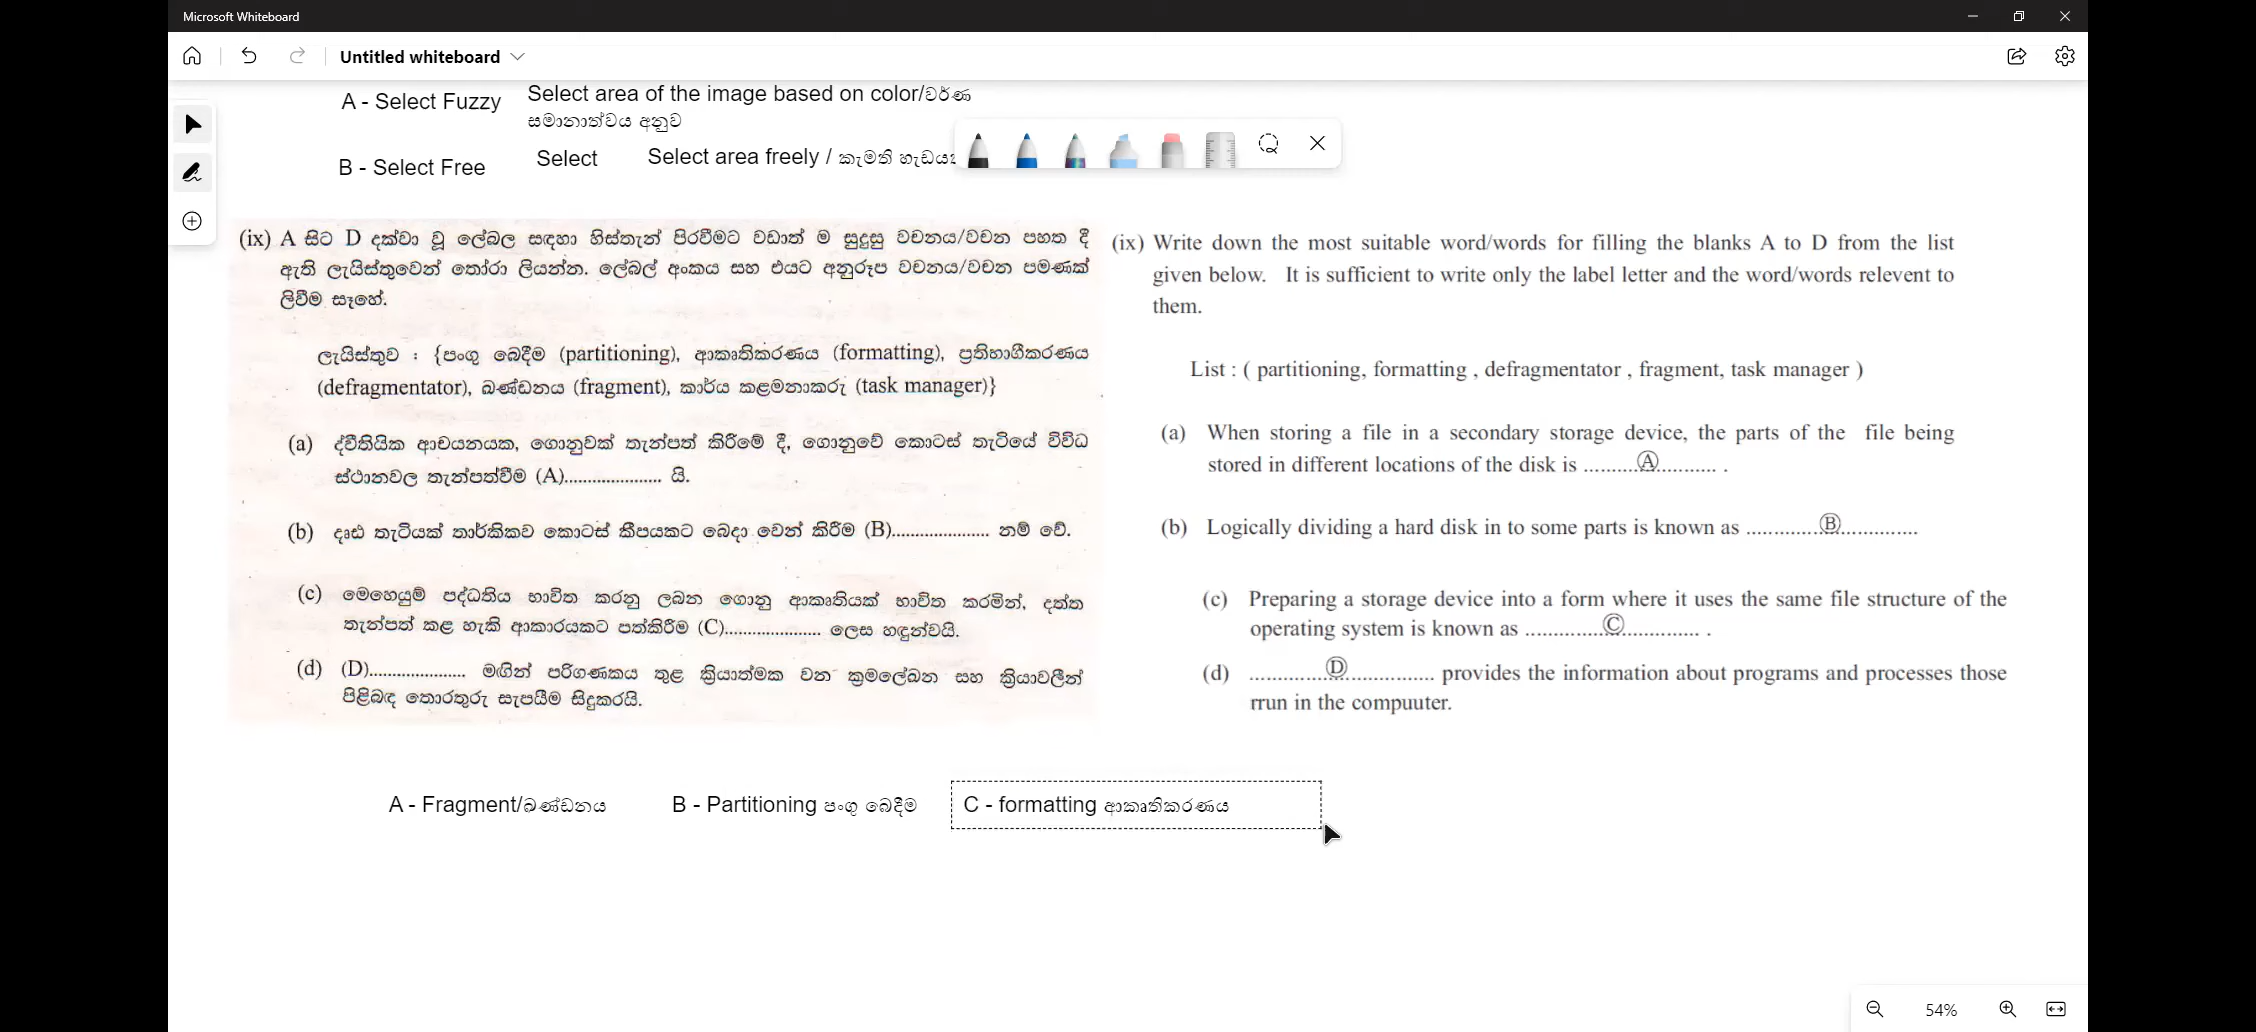 Microsoft Whiteboard
Untitled whiteboard
A - Select Fuzzy
Select area of the image based on color/වර්ණ
සමානාත්වය අනුව
B - Select Free
Select
Select area freely / කැමති
(ix) A සිට D දක්වා වූ ලේබල සඳහා හිස්තැන් පිරවීමට වඩාත් ම සුදුසු වචනය/වචන පහත දී
ඇති ලැයිස්තුවෙන් තෝරා ලියන්න. ලේබල් අංකය සහ එයට අනුරූප වචනය/වචන පමණක්
ලිවීම සෑහේ.
ලැයිස්තුව : {පංගු බෙදීම (partitioning), ආකෘතිකරණය (formatting), ප්‍රතිභාගීකරණය
(defragmentator), ඛණ්ඩනය (fragment), කාර්ය කළමනාකරු (task manager)}
(a) ද්වීතියික ආචයනයක, ගොනුවක් තැන්පත් කිරීමේ දී, ගොනුවේ කොටස් තැටියේ විවිධ
ස්ථානවල තැන්පත්වීම (A)..................... යි.
(b) දෘඪ තැටියක් තාර්කිකව කොටස් කීපයකට බෙදා වෙන් කිරීම (B)..................... නම් වේ.
(c) මෙහෙයුම් පද්ධතිය භාවිත කරනු ලබන ගොනු ආකෘතියක් භාවිත කරමින්, දත්ත
තැන්පත් කළ හැකි ආකාරයකට පත්කිරීම (C)..................... ලෙස හඳුන්වයි.
(d) (D)..................... මගින් පරිගණකය තුළ ක්‍රියාත්මක වන ක්‍රමලේඛන සහ ක්‍රියාවලීන්
පිළිබඳ තොරතුරු සැපයීම සිදුකරයි.
(ix) Write down the most suitable word/words for filling the blanks A to D from the list
given below. It is sufficient to write only the label letter and the word/words relevent to
them.
List : ( partitioning, formatting , defragmentator , fragment, task manager )
(a) When storing a file in a secondary storage device, the parts of the file being
stored in different locations of the disk is ..........Ⓐ.......... .
(b) Logically dividing a hard disk in to some parts is known as ..............Ⓑ..............
(c) Preparing a storage device into a form where it uses the same file structure of the
operating system is known as ..............Ⓒ.............. .
(d) ..............Ⓓ.............. provides the information about programs and processes those
rrun in the compuuter.
A - Fragment/ඛණ්ඩනය
B - Partitioning පංගු බෙදීම
C - formatting ආකෘතිකරණය
54%